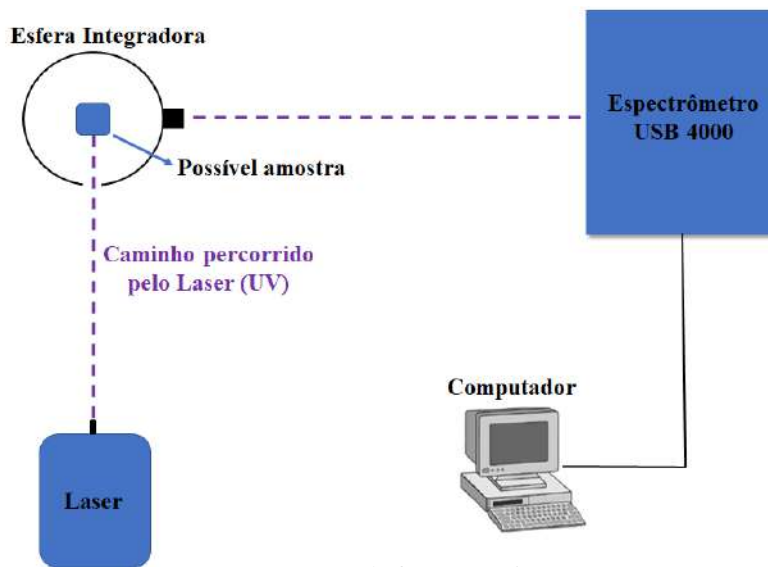 Esfera Integradora
Espectrômetro
USB 4000
Possível amostra
Caminho percorrido
pelo Laser (UV)
Computador
Laser